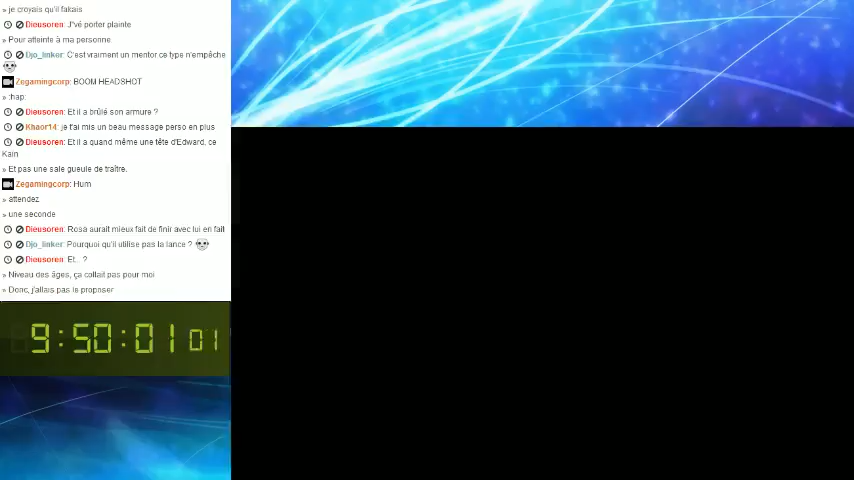 » je croyais qu'il fakais
Dieusoren: J'vé porter plainte
» Pour atteinte à ma personne
Djo_linker: C'est vraiment un mentor ce type n'empêche
Zegamingcorp: BOOM HEADSHOT
» :hap:
Dieusoren: Et il a brûlé son armure ?
Khaor14: je t'ai mis un beau message perso en plus
Dieusoren: Et il a quand même une tête d'Edward, ce
Kain
» Et pas une sale gueule de traître.
Zegamingcorp: Hum
» attendez
» une seconde
Dieusoren: Rosa aurait mieux fait de finir avec lui en fait
Djo_linker: Pourquoi qu'il utilise pas la lance ?
Dieusoren: Et... ?
» Niveau des âges, ça collait pas pour moi
» Donc, j'allais pas le proposer
9:50:01 01